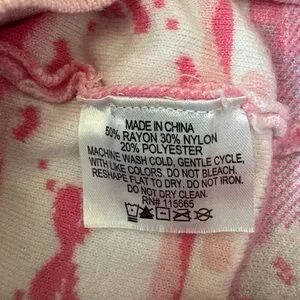 MADE IN CHINA
50% RAYON 30% NYLON
20% POLYESTER
MACHINE WASH COLD, GENTLE CYCLE,
WITH LIKE COLORS. DO NOT BLEACH.
RESHAPE FLAT TO DRY. DO NOT IRON.
DO NOT DRY CLEAN.
RN# 115665